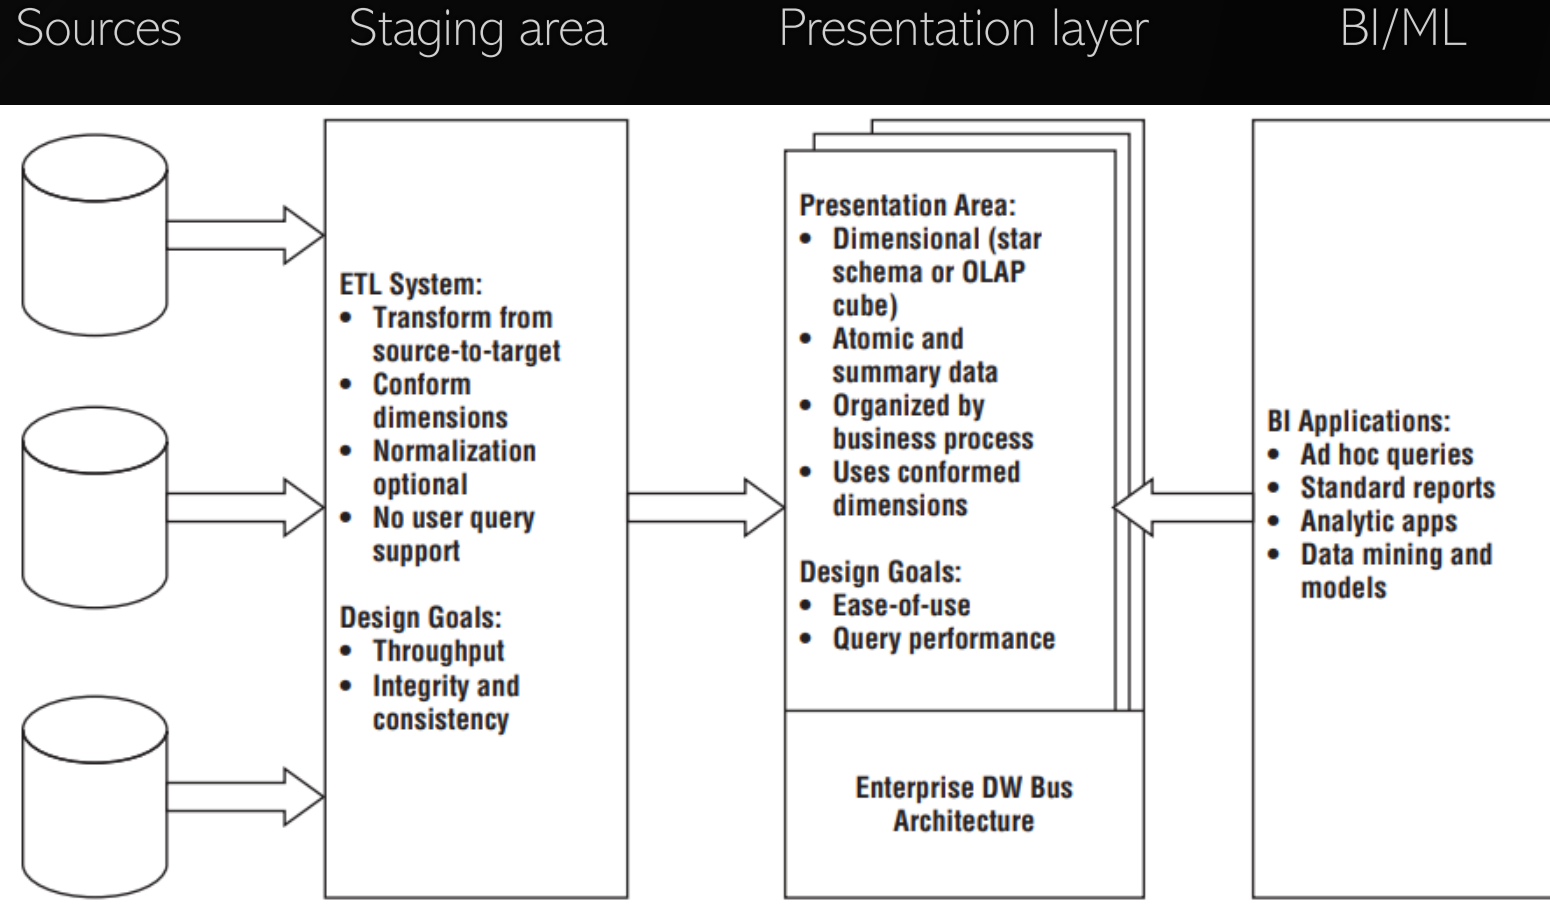 Sources
Staging area
Presentation layer
BI/ML
ETL System:
• Transform from
source-to-target
• Conform
dimensions
• Normalization
optional
• No user query
support
Design Goals:
• Throughput
• Integrity and
consistency
Presentation Area:
• Dimensional (star
schema or OLAP
cube)
• Atomic and
summary data
• Organized by
business process
• Uses conformed
dimensions
Design Goals:
• Ease-of-use
• Query performance
Enterprise DW Bus
Architecture
BI Applications:
• Ad hoc queries
• Standard reports
• Analytic apps
• Data mining and
models